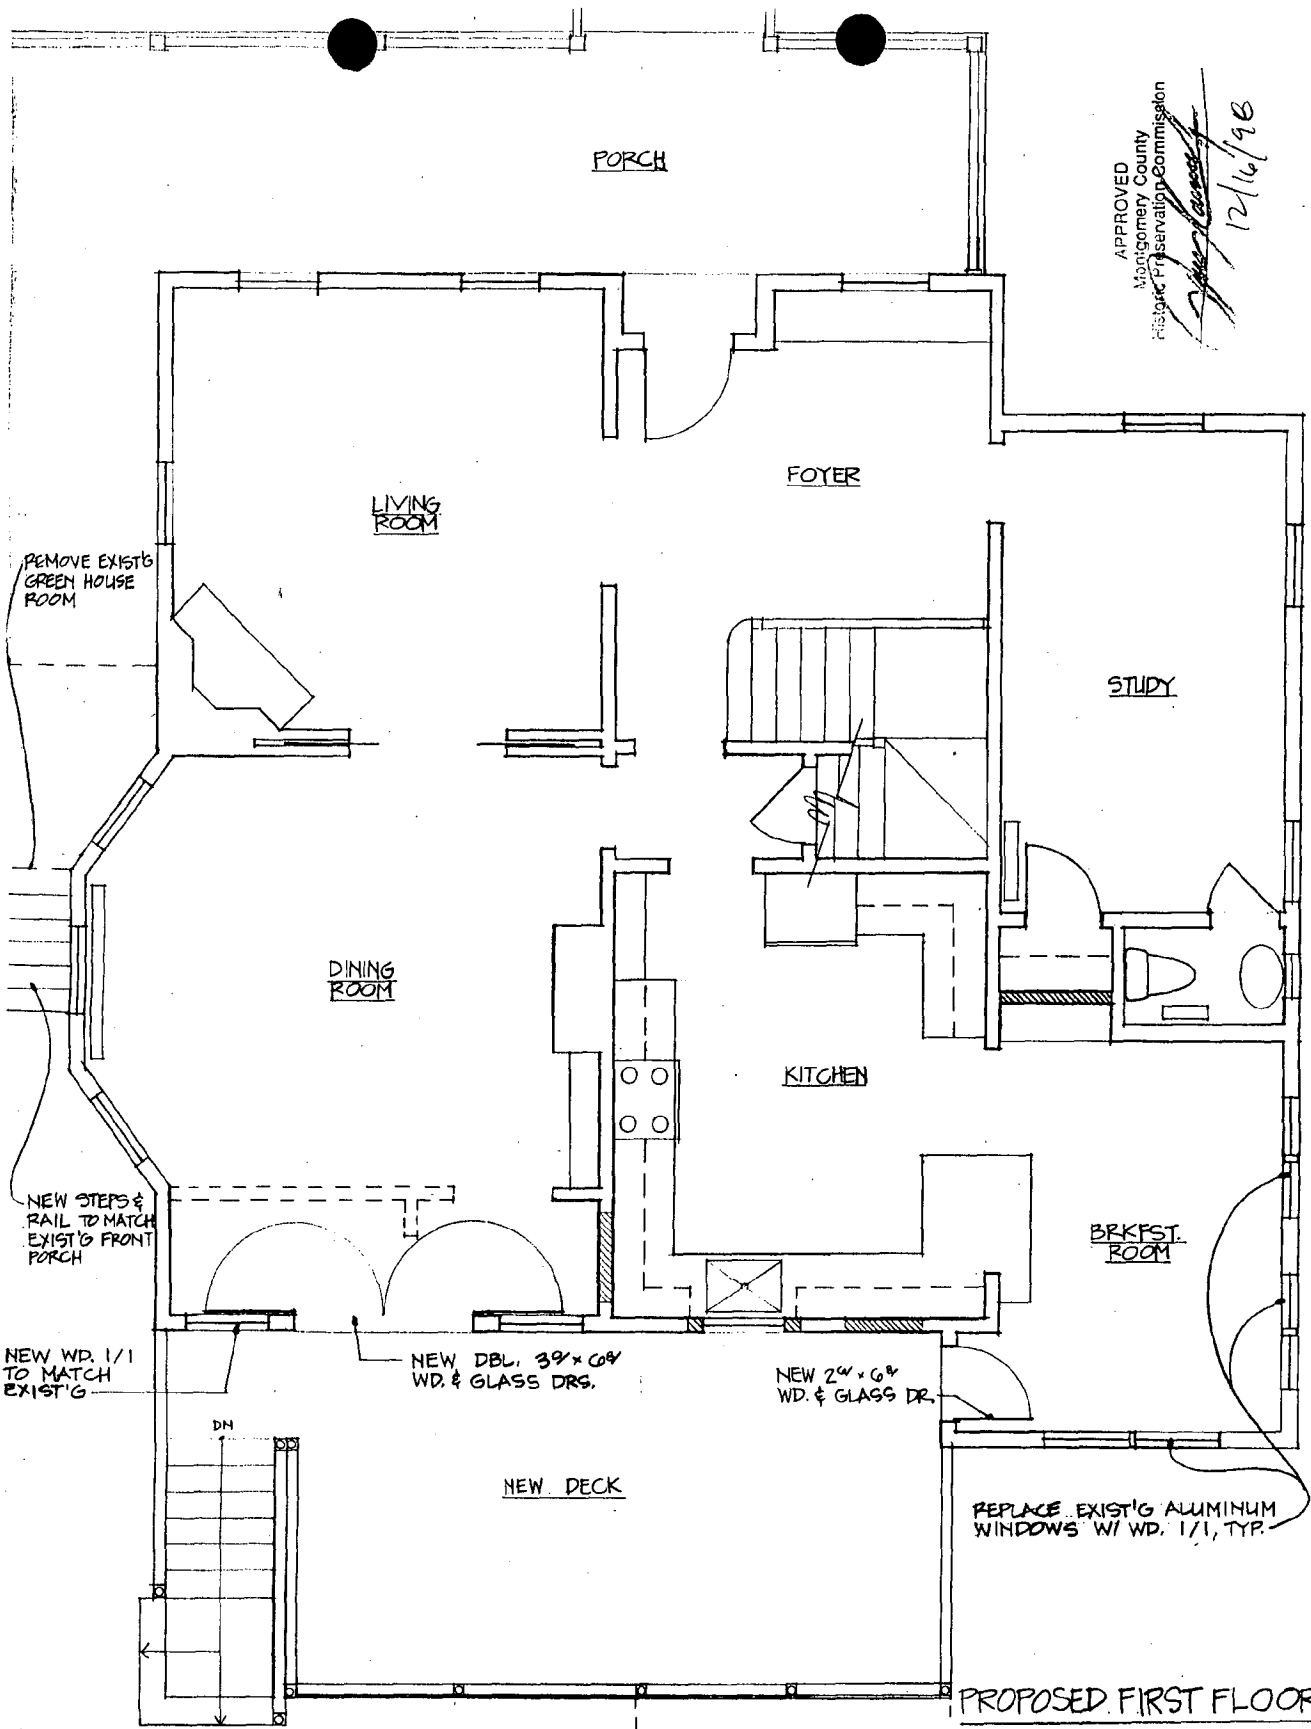 PORCH
APPROVED
Montgomery County
Historic Preservation Commission
12/16/98
FOYER
LIVING
ROOM
REMOVE EXIST'G
GREEN HOUSE
ROOM
STUDY
DINING
ROOM
KITCHEN
NEW STEPS &
RAIL TO MATCH
EXIST'G FRONT
PORCH
BRKFST.
ROOM
NEW WD. 1/1
TO MATCH
EXIST'G
NEW DBL. 3⁰ x 6⁸
WD. & GLASS DRS.
NEW x 6⁸
WD. & GLASS DR.
DN
NEW DECK
REPLACE EXIST'G ALUMINUM
WINDOWS W/ WD. 1/1, TYP.
PROPOSED FIRST FLOOR